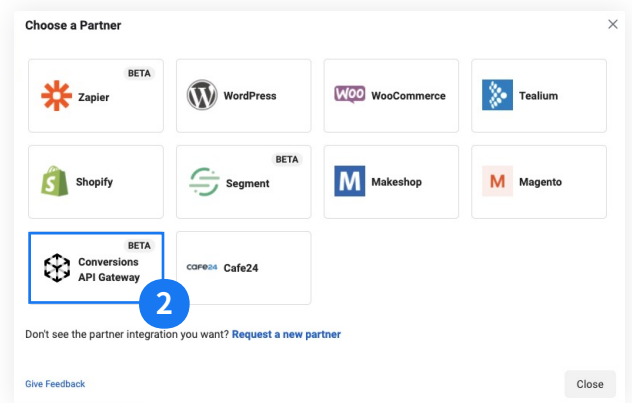 Choose a Partner
BETA
Zapier
WordPress
Woo WooCommerce
Tealium
Shopify
BETA
Segment
M Makeshop
M Magento
BETA
Conversions
API Gateway
2
cafe24 Cafe24
Don't see the partner integration you want? Request a new partner
Give Feedback
Close